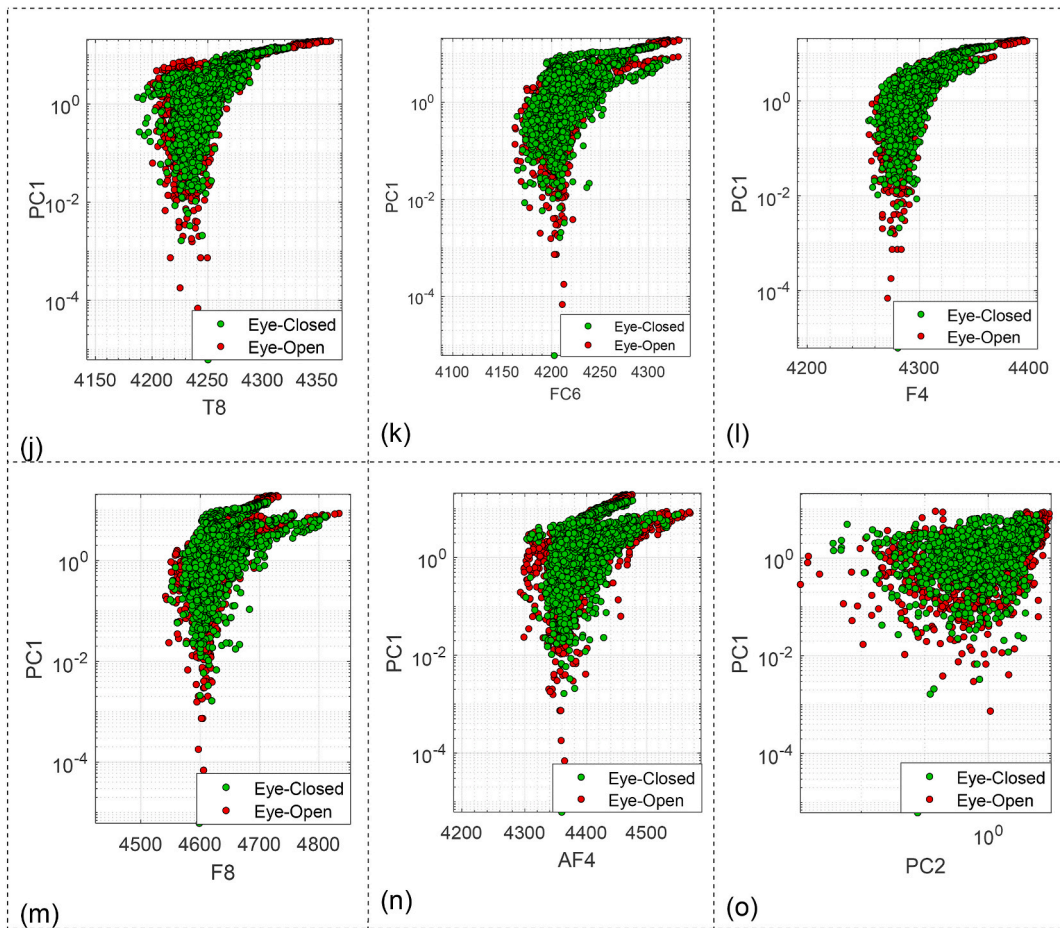 PC1
10^0
10^-2
10^-4
Eye-Closed
Eye-Open
4150 4200 4250 4300 4350
T8
(j)
PC1
10^0
10^-2
10^-4
Eye-Closed
Eye-Open
4100 4150 4200 4250 4300
FC6
(k)
PC1
10^0
10^-2
10^-4
Eye-Closed
Eye-Open
4200 4300 4400
F4
(l)
PC1
10^0
10^-2
10^-4
Eye-Closed
Eye-Open
4500 4600 4700 4800
F8
(m)
PC1
10^0
10^-2
10^-4
Eye-Closed
Eye-Open
4200 4300 4400 4500
AF4
(n)
PC1
10^0
10^-2
10^-4
Eye-Closed
Eye-Open
10^0
PC2
(o)